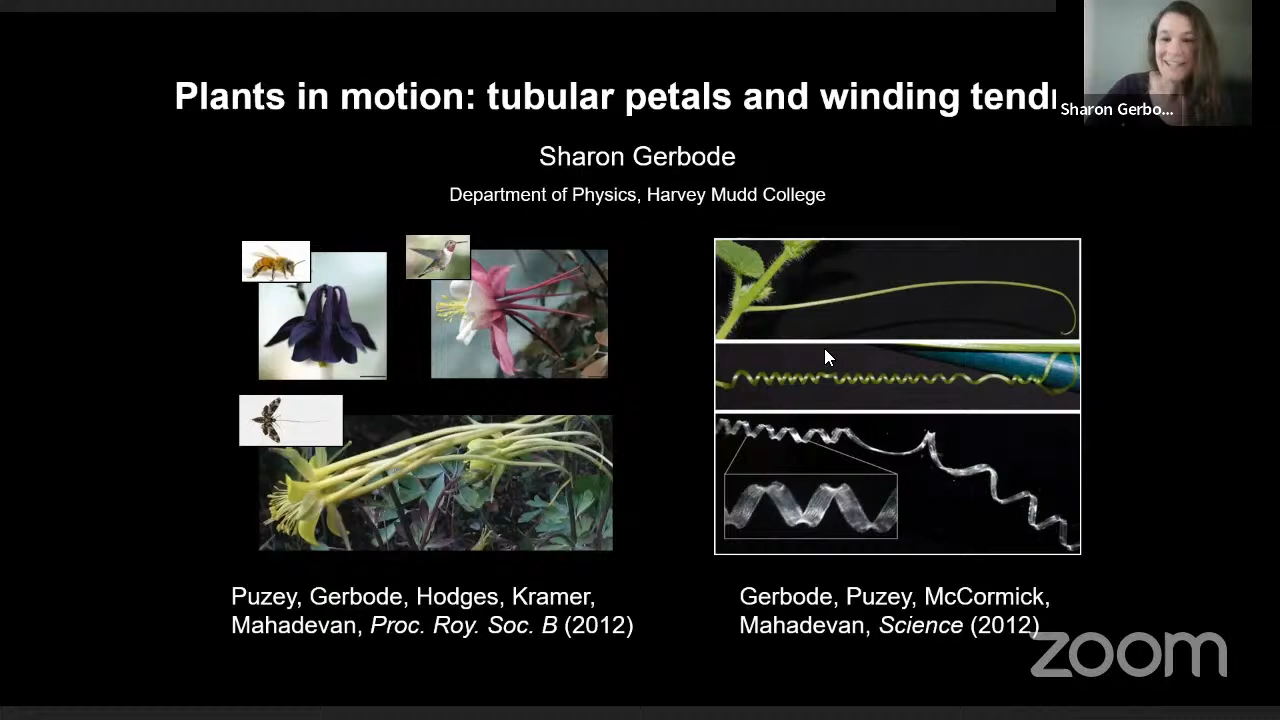 Plants in motion: tubular petals and winding tendr
Sharon Gerbo...
Sharon Gerbode
Department of Physics, Harvey Mudd College
Puzey, Gerbode, Hodges, Kramer,
Mahadevan, Proc. Roy. Soc. B (2012)
Gerbode, Puzey, McCormick,
Mahadevan, Science (2012)
zoom